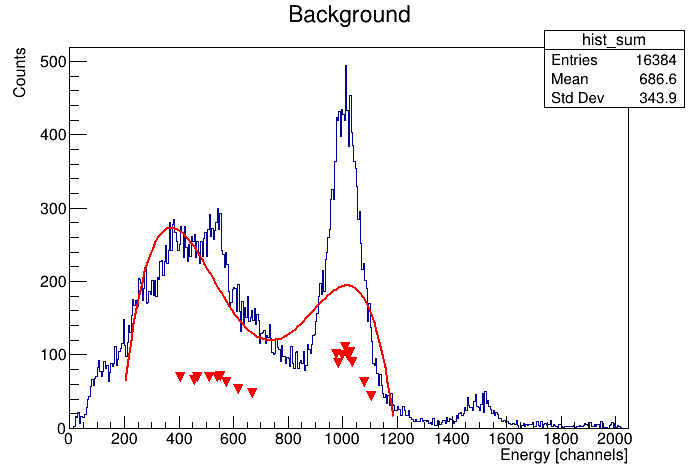 Background
hist_sum
Entries 16384
Mean 686.6
Std Dev 343.9
Counts
500
400
300
200
100
0
0 200 400 600 800 1000 1200 1400 1600 1800 2000
Energy [channels]